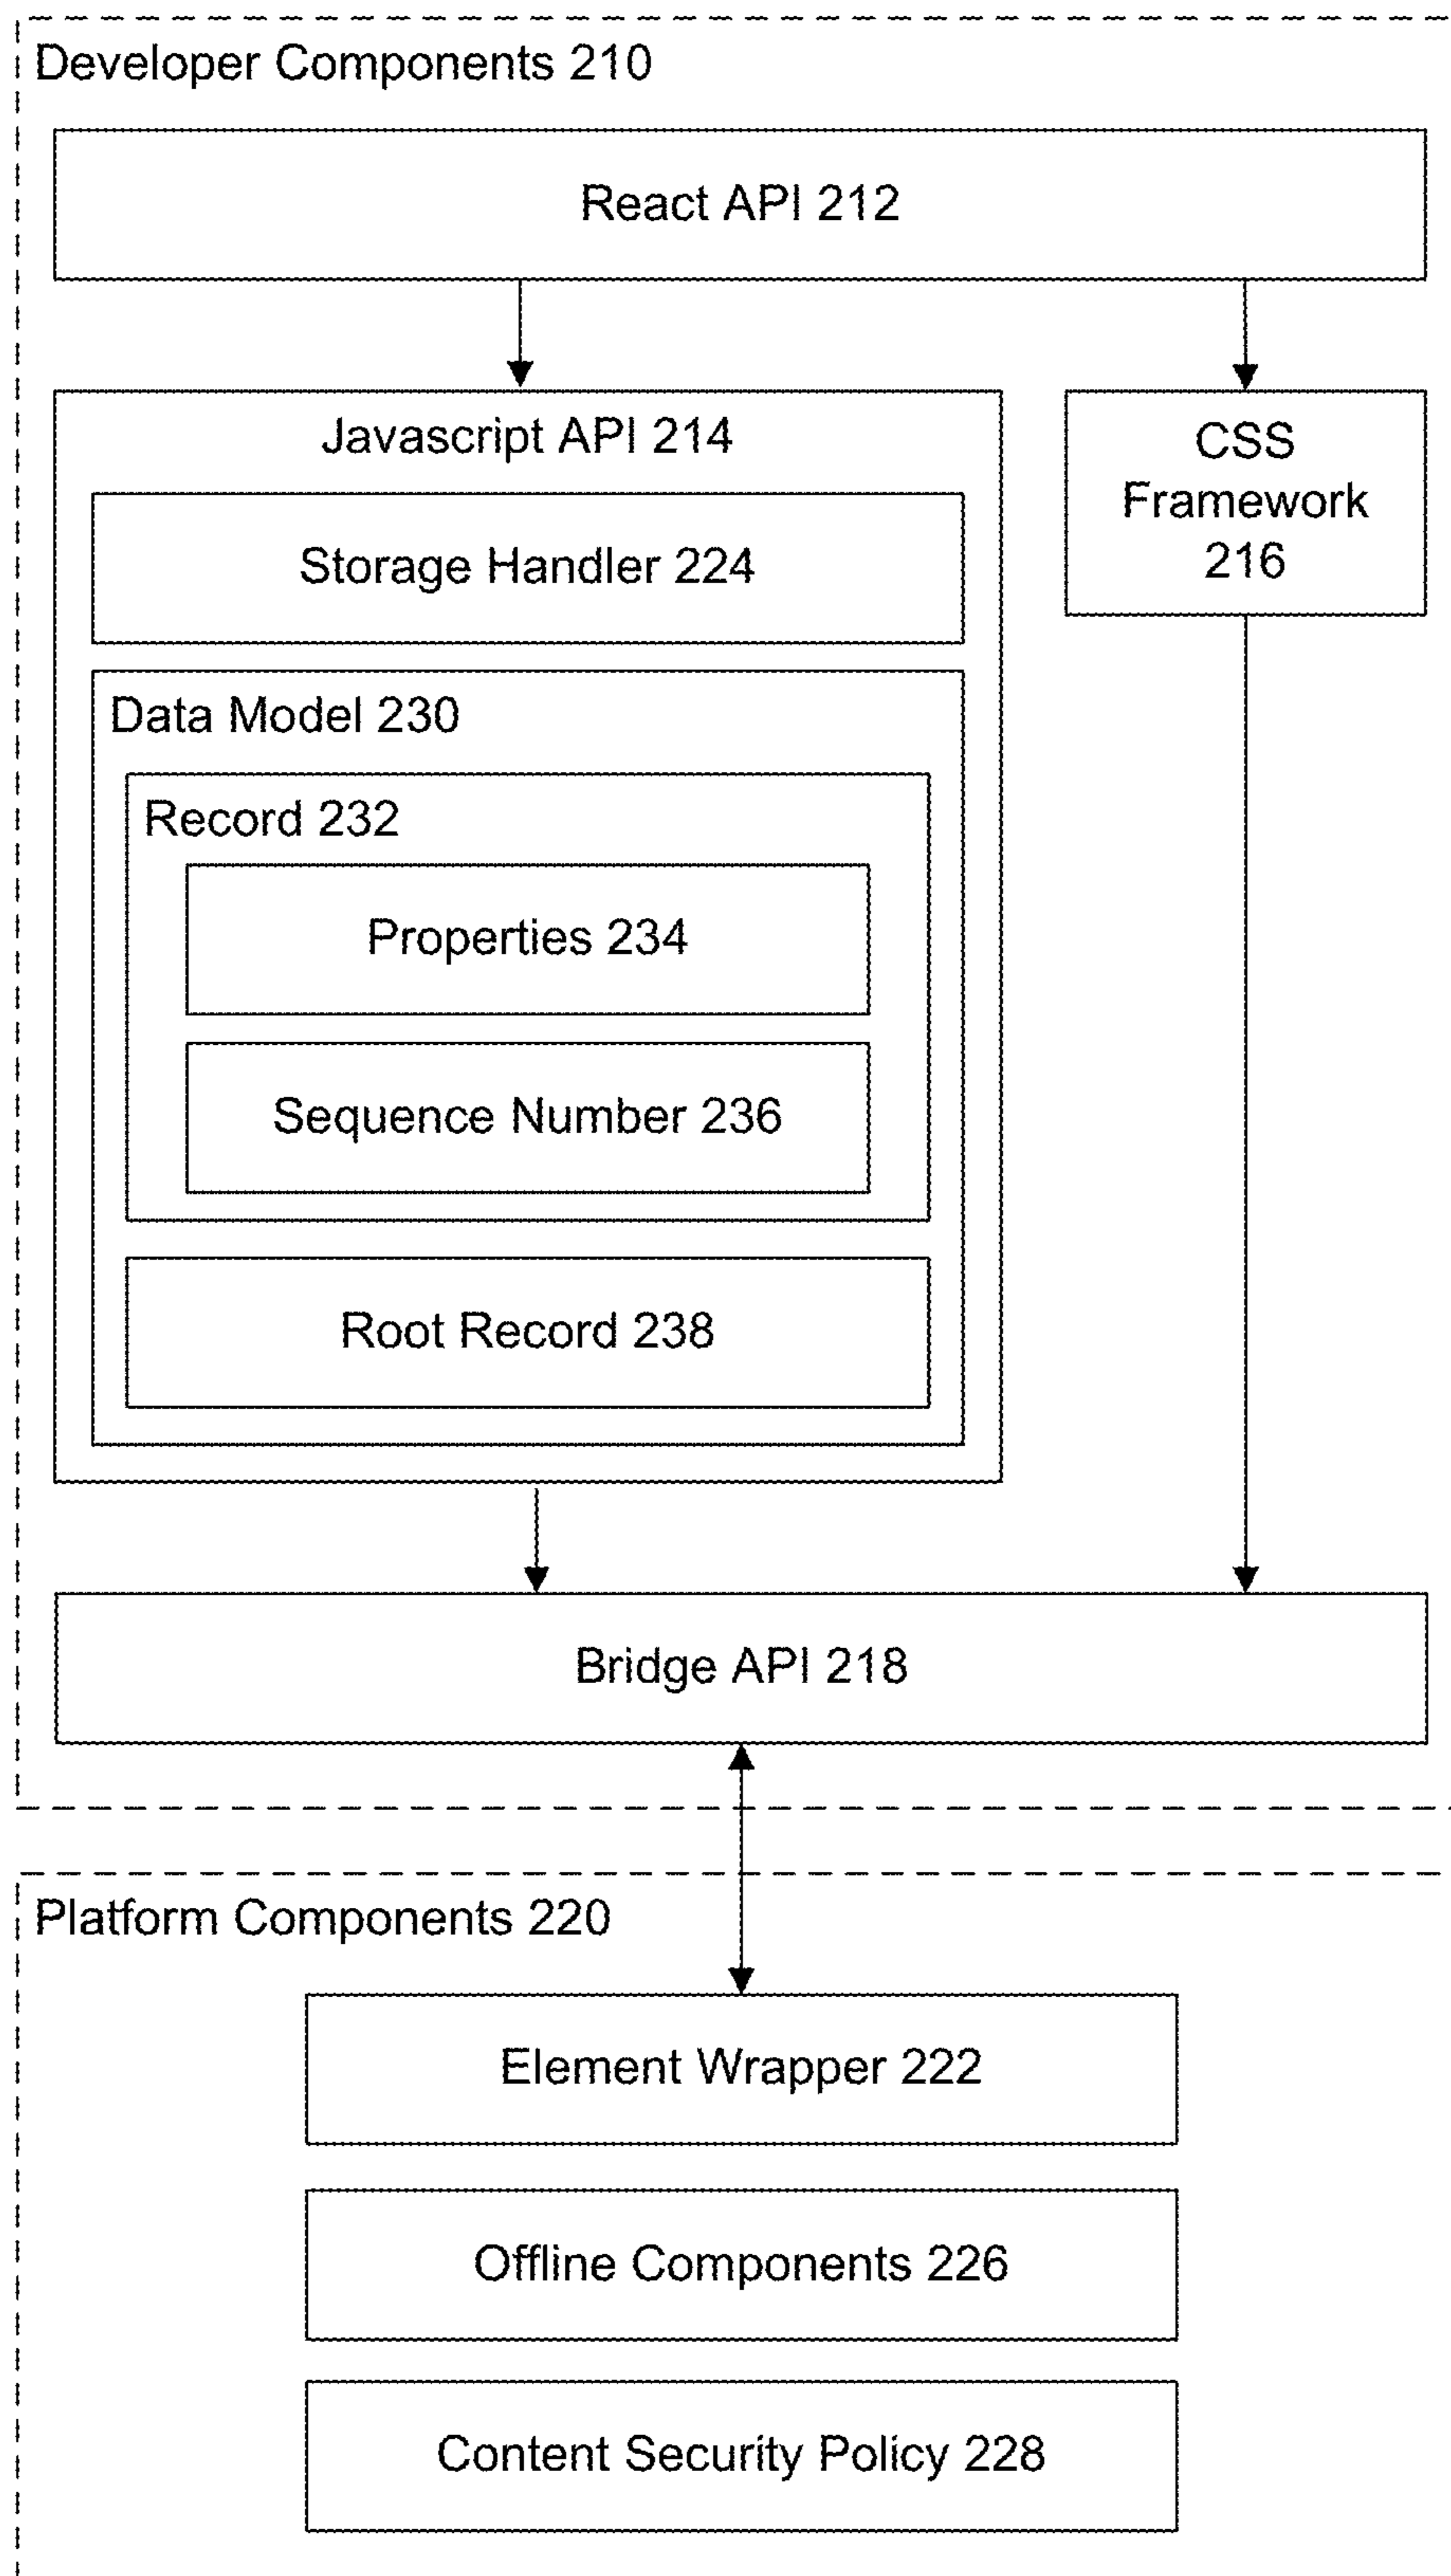 Developer Components 210
React API 212
Javascript API 214
Storage Handler 224
Data Model 230
Record 232
Properties 234
Sequence Number 236
Root Record 238
CSS
Framework
216
Bridge API 218
Platform Components 220
Element Wrapper 222
Offline Components 226
Content Security Policy 228